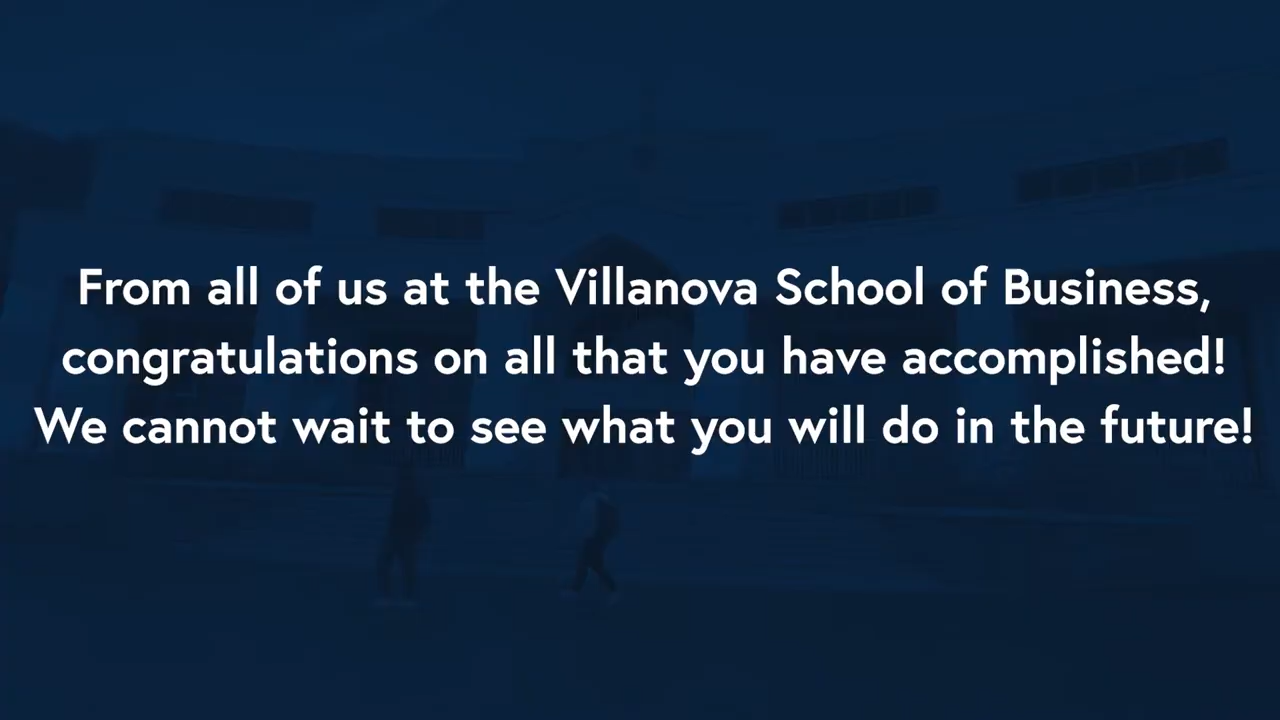 From all of us at the Villanova School of Business,
congratulations on all that you have accomplished!
We cannot wait to see what you will do in the future!